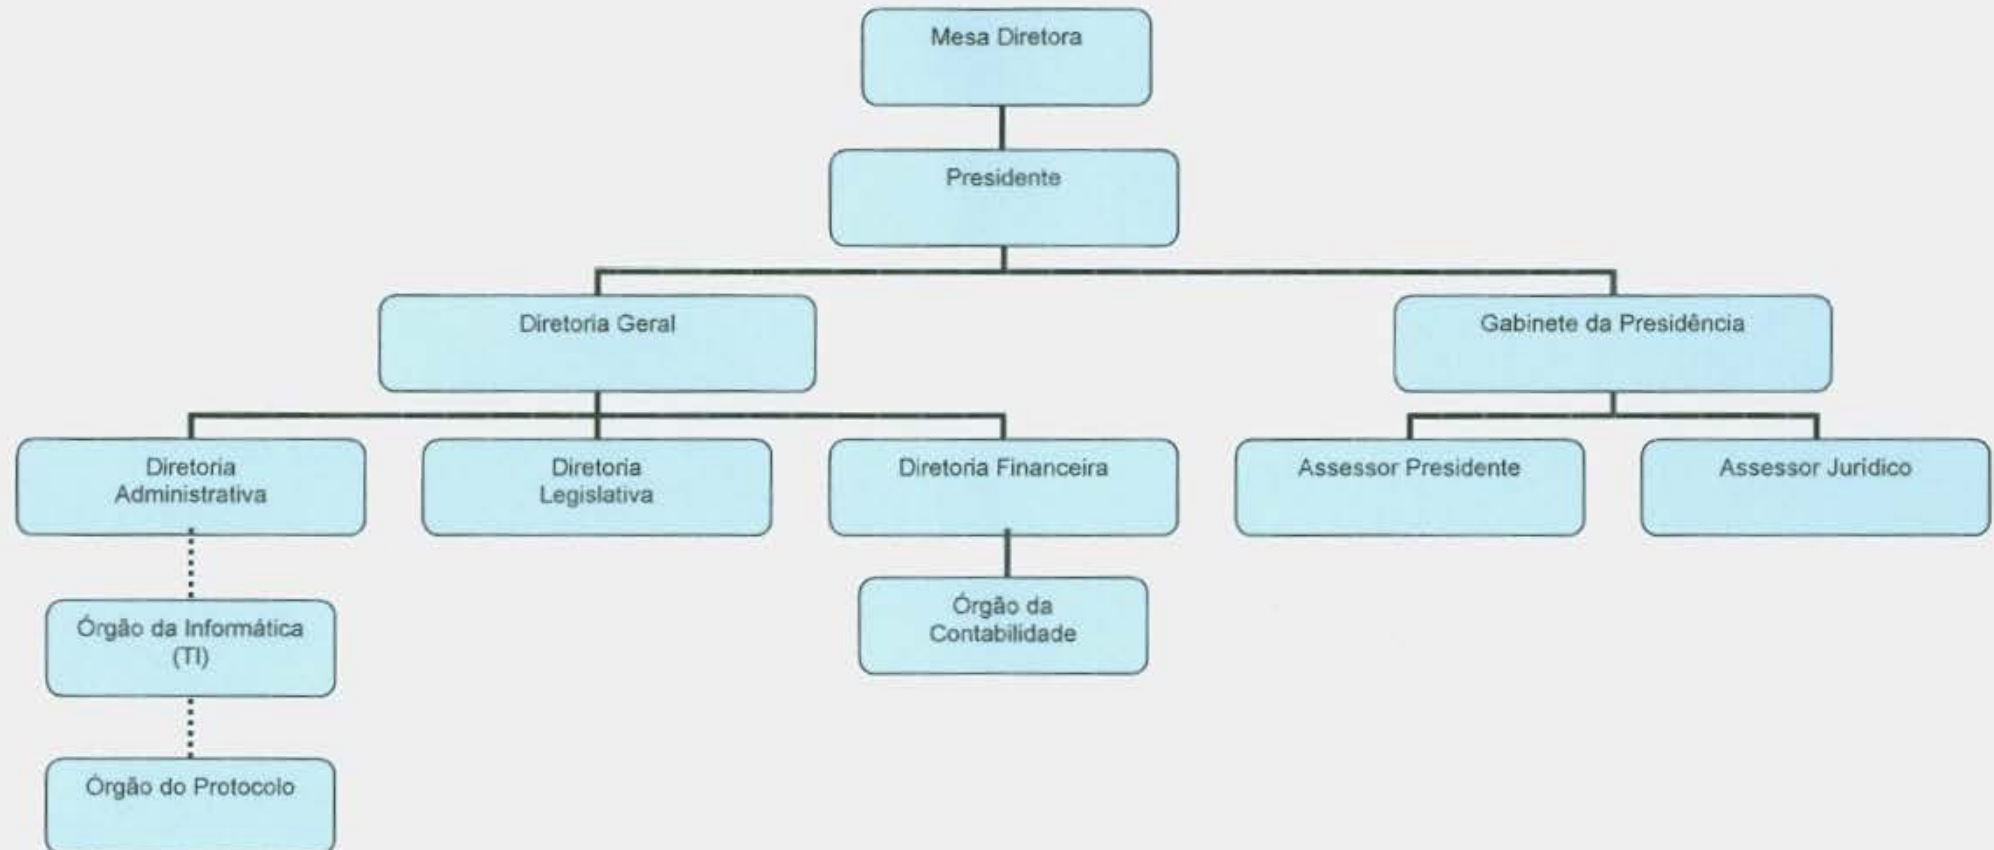 Mesa Diretora
Presidente
Diretoria Geral
Gabinete da Presidência
Diretoria
Administrativa
Diretoria
Legislativa
Diretoria Financeira
Assessor Presidente
Assessor Jurídico
Órgão da Informática
(TI)
Órgão da
Contabilidade
Órgão do Protocolo